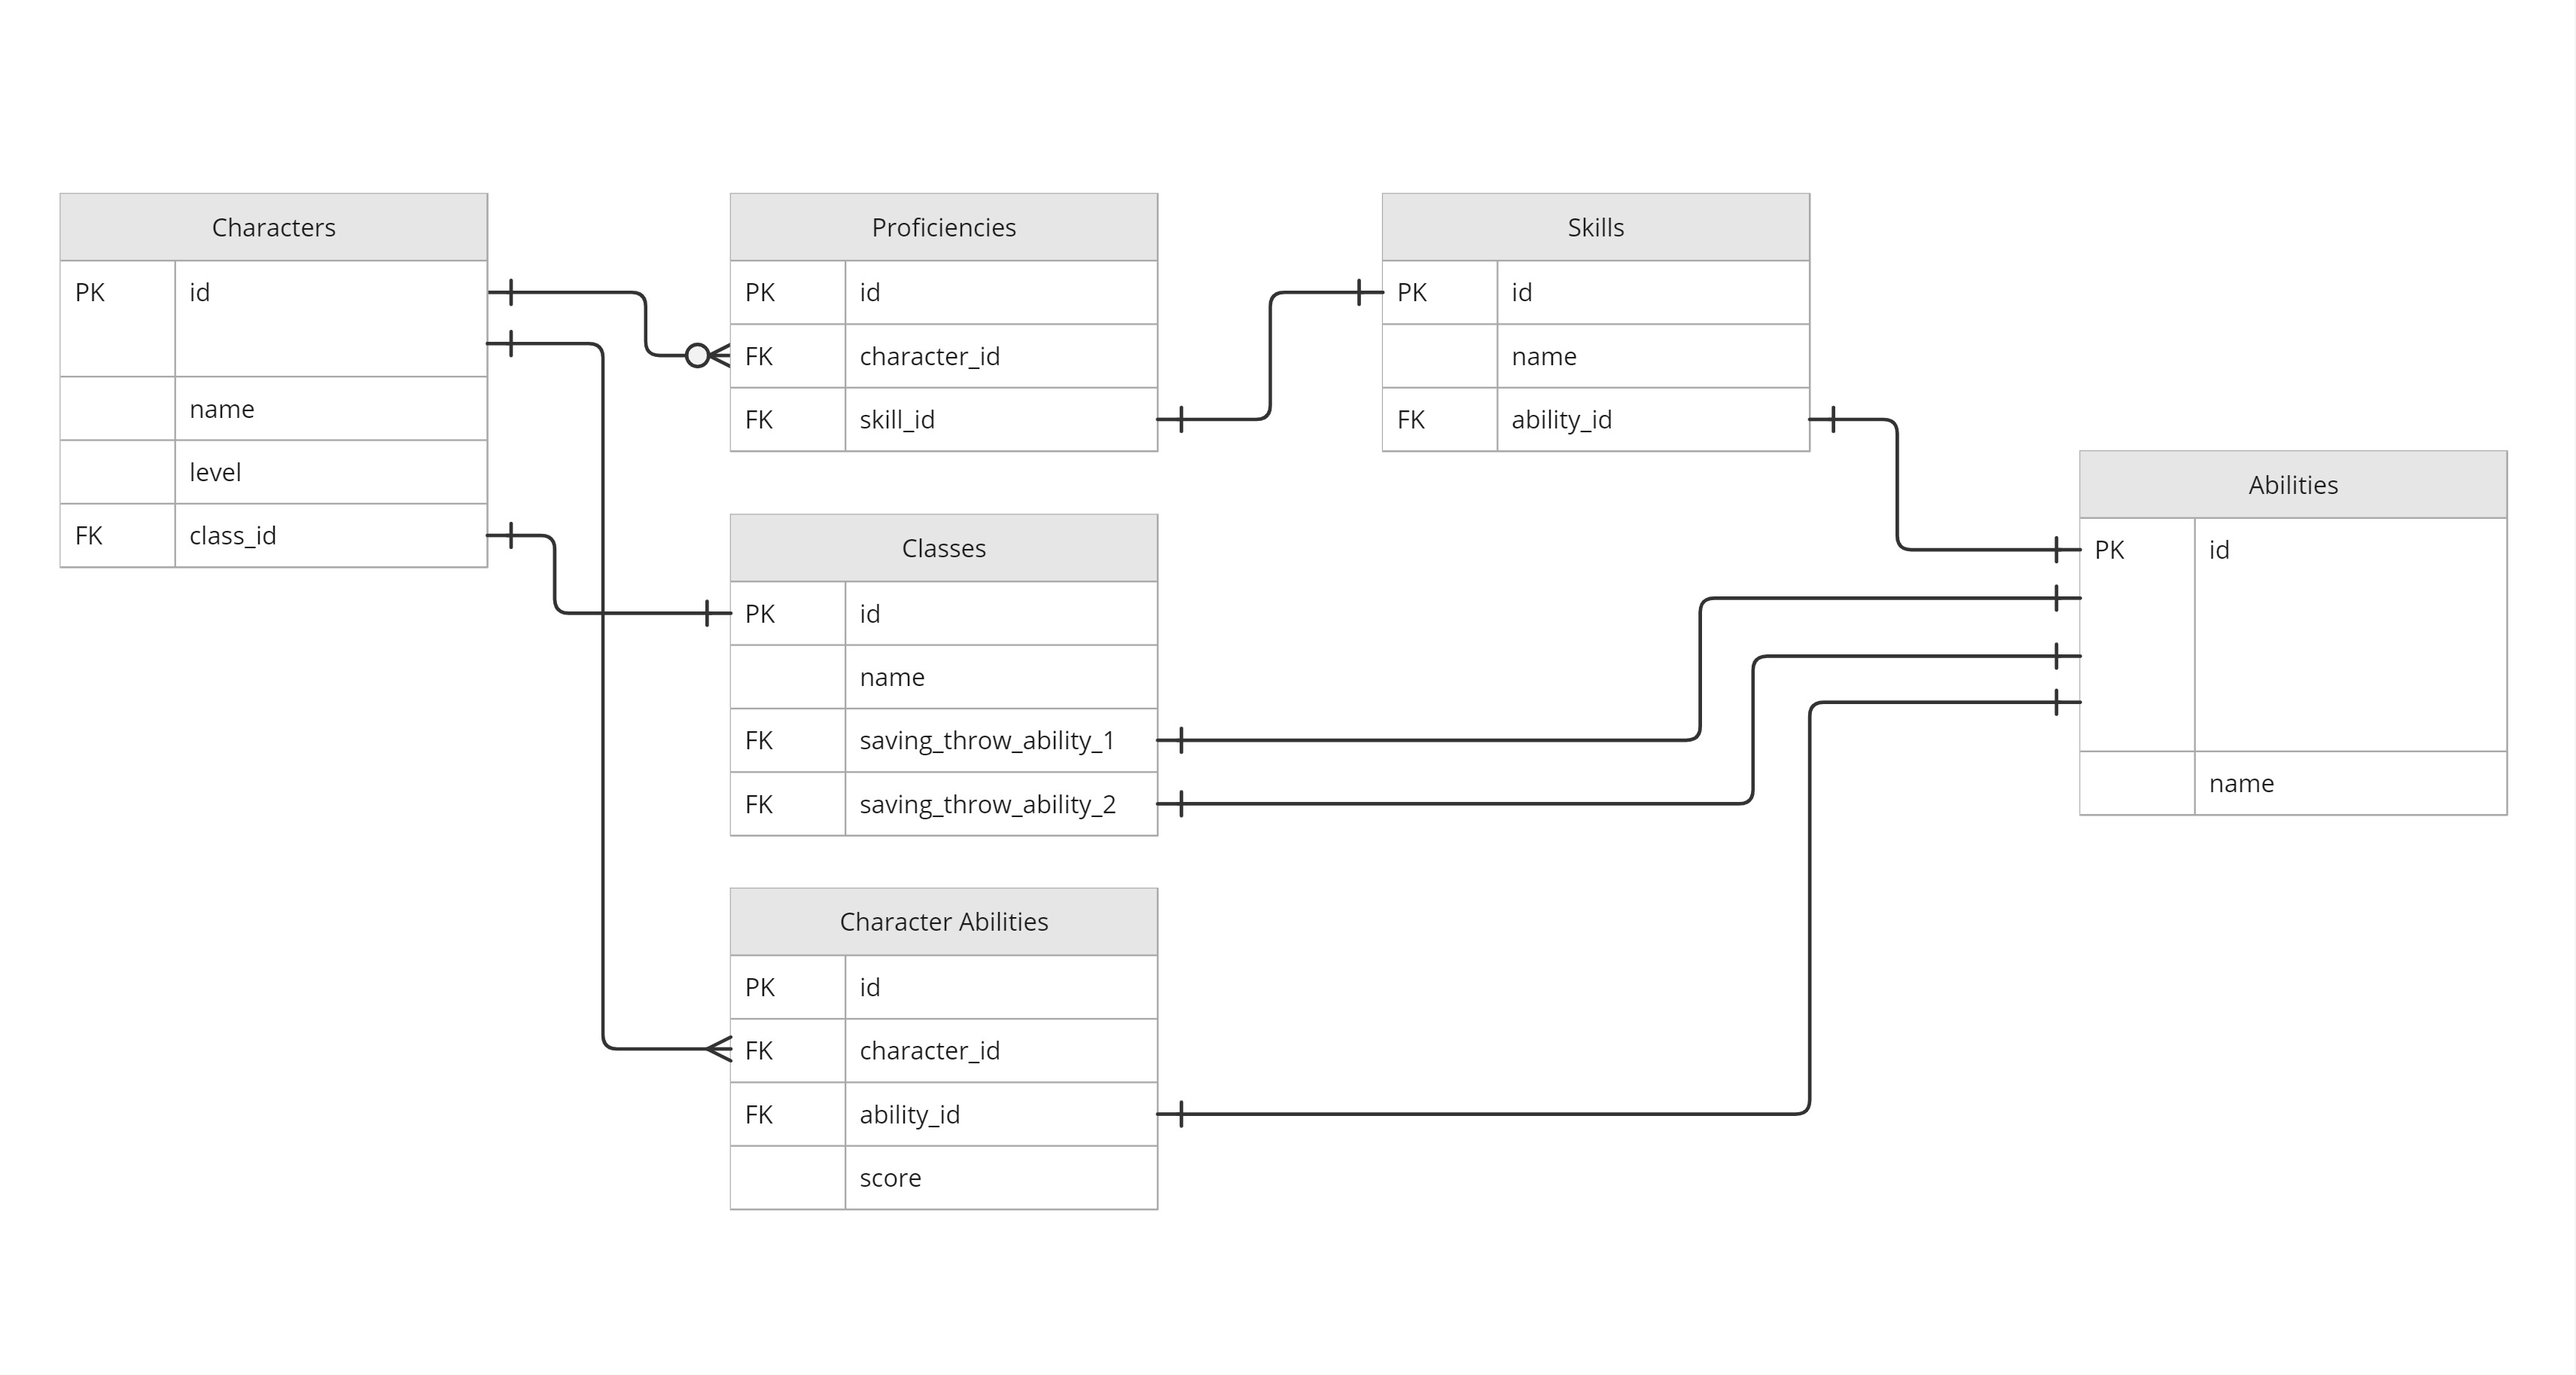 Characters
PK id
name
level
FK class_id
Proficiencies
PK id
FK character_id
FK skill_id
Skills
PK id
name
FK ability_id
Classes
PK id
name
FK saving_throw_ability_1
FK saving_throw_ability_2
Abilities
PK id
name
Character Abilities
PK id
FK character_id
FK ability_id
score